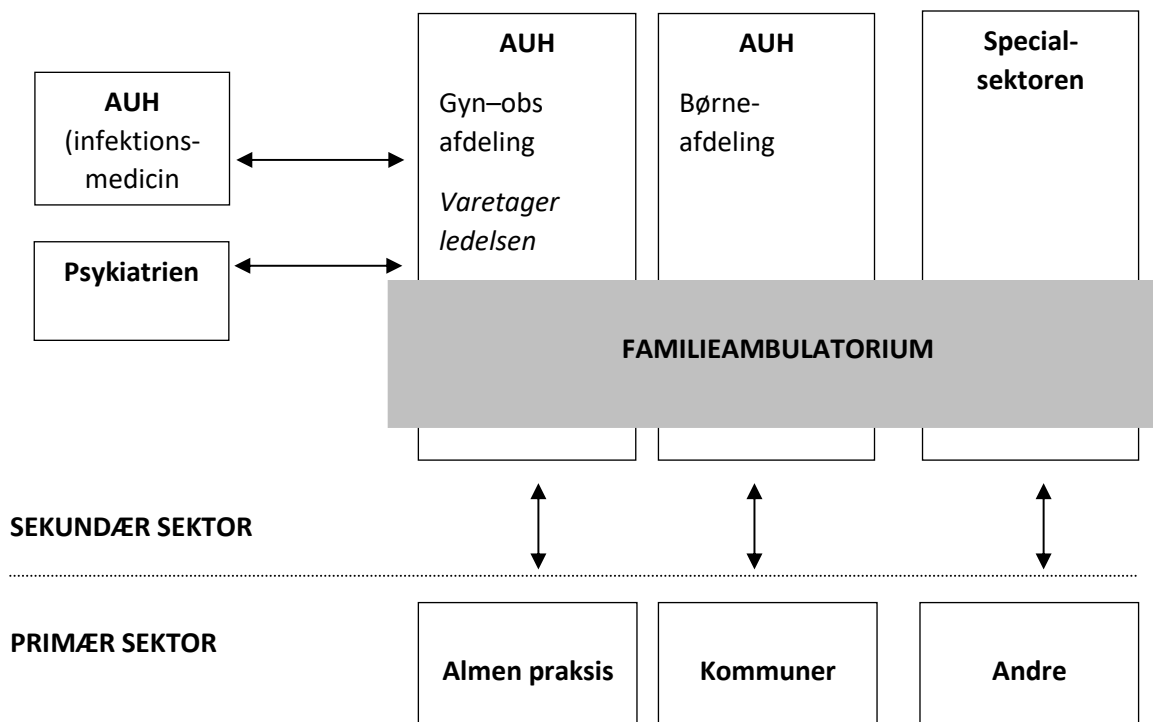 AUH
(infektions-
medicin
Psykiatrien
AUH
Gyn–obs
afdeling
Varetager
ledelsen
AUH
Børne-
afdeling
Special-
sektoren
FAMILIEAMBULATORIUM
SEKUNDÆR SEKTOR
PRIMÆR SEKTOR
Almen praksis
Kommuner
Andre